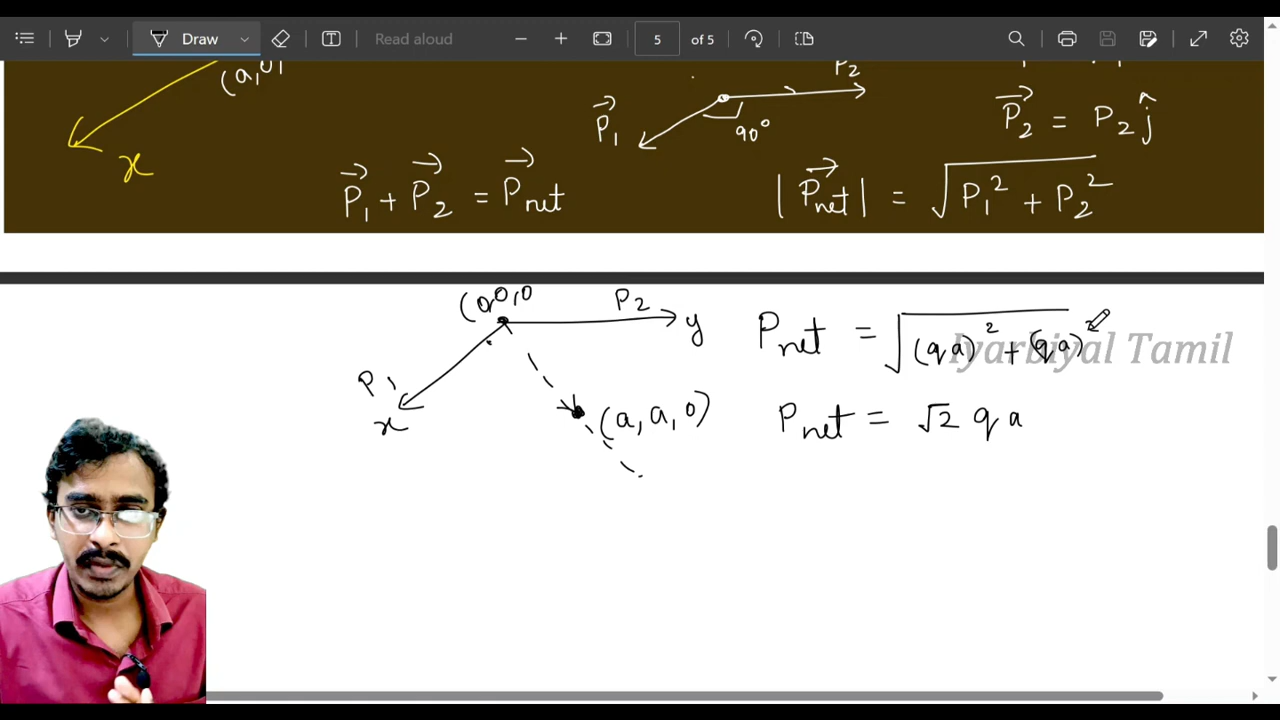 Draw
Read aloud
5 of 5
(a,0,
x
P₁
P₂
90°
P₂ = P₂ ĵ
P₁ + P₂ = Pnet
|Pnet| = √P₁² + P₂²
(0,0,0
P₂
y
P₁
x
(a, a, 0)
Pnet = √(qa)² + (qa)²
Iyarbiyal Tamil
Pnet = √2 q a